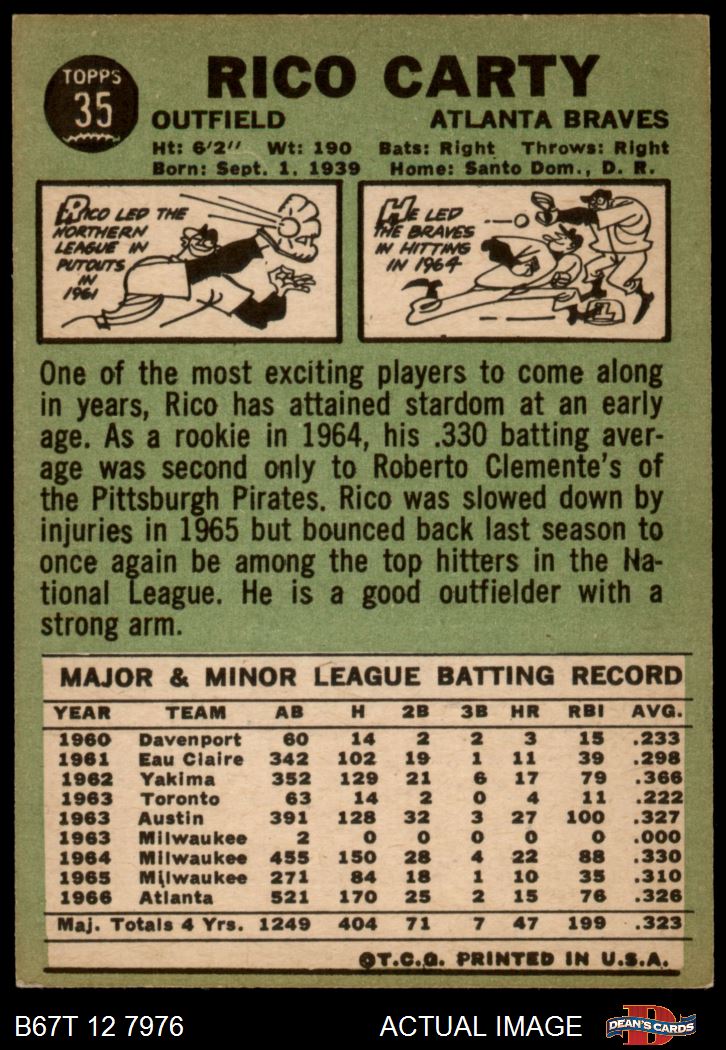 TOPPS
35
RICO CARTY
OUTFIELD ATLANTA BRAVES
Ht: 6'2" Wt: 190 Bats: Right Throws: Right
Born: Sept. 1, 1939 Home: Santo Dom., D. R.
RICO LED THE
NORTHERN
LEAGUE IN
PUTOUTS
IN
1961
HE LED
THE BRAVES
IN HITTING
IN 1964
One of the most exciting players to come along
in years, Rico has attained stardom at an early
age. As a rookie in 1964, his .330 batting aver-
age was second only to Roberto Clemente's of
the Pittsburgh Pirates. Rico was slowed down by
injuries in 1965 but bounced back last season to
once again be among the top hitters in the Na-
tional League. He is a good outfielder with a
strong arm.
MAJOR & MINOR LEAGUE BATTING RECORD
YEAR TEAM AB H 2B 3B HR RBI AVG.
1960 Davenport 60 14 2 2 3 15 .233
1961 Eau Claire 342 102 19 1 11 39 .298
1962 Yakima 352 129 21 6 17 79 .366
1963 Toronto 63 14 2 0 4 11 .222
1963 Austin 391 128 32 3 27 100 .327
1963 Milwaukee 2 0 0 0 0 0 .000
1964 Milwaukee 455 150 28 4 22 88 .330
1965 Milwaukee 271 84 18 1 10 35 .310
1966 Atlanta 521 170 25 2 15 76 .326
Maj. Totals 4 Yrs. 1249 404 71 7 47 199 .323
©T.C.G. PRINTED IN U.S.A.
B67T 12 7976 ACTUAL IMAGE
D
DEAN'S CARDS